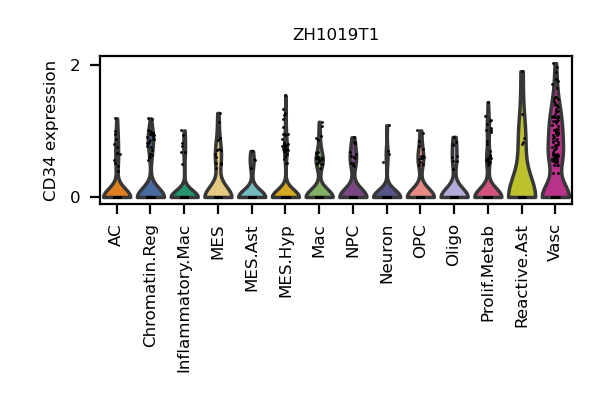 ZH1019T1
CD34 expression
2
0
AC
Chromatin.Reg
Inflammatory.Mac
MES
MES.Ast
MES.Hyp
Mac
NPC
Neuron
OPC
Oligo
Prolif.Metab
Reactive.Ast
Vasc